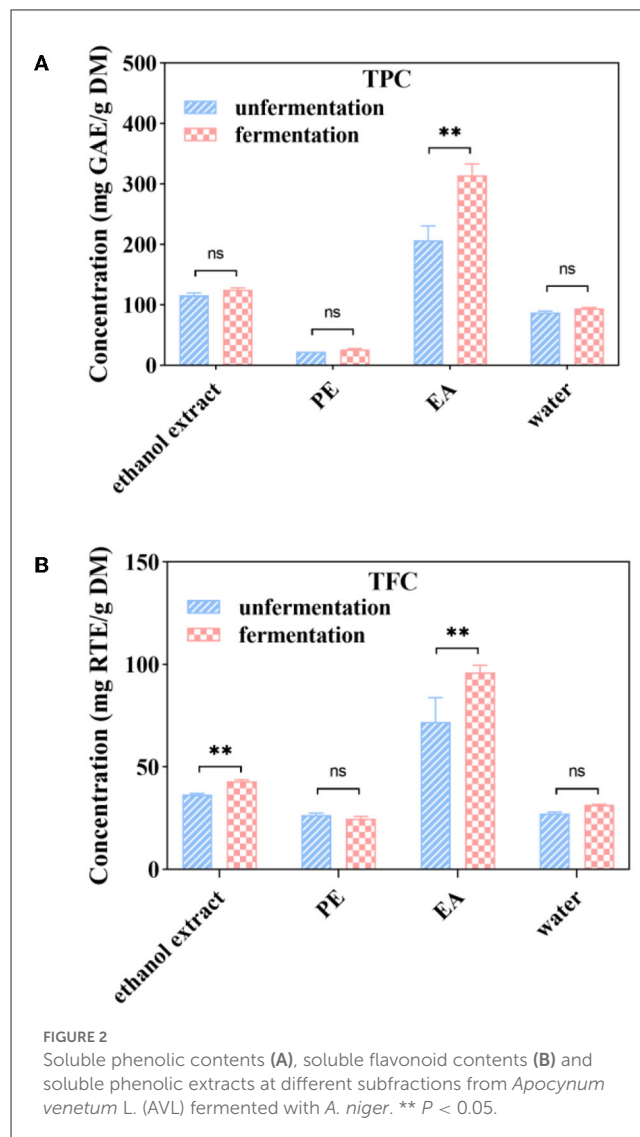 A
TPC
unfermentation
fermentation
Concentration (mg GAE/g DM)
500
400
300
200
100
0
ns
ns
**
ns
ethanol extract
PE
EA
water
B
TFC
unfermentation
fermentation
Concentration (mg RTE/g DM)
150
100
50
0
**
ns
**
ns
ethanol extract
PE
EA
water
FIGURE 2
Soluble phenolic contents (A), soluble flavonoid contents (B) and
soluble phenolic extracts at different subfractions from Apocynum
venetum L. (AVL) fermented with A. niger. ** P < 0.05.